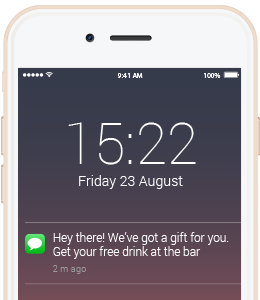 9:41 AM
100%
15:22
Friday 23 August
Hey there! We've got a gift for you.
Get your free drink at the bar
2 m ago